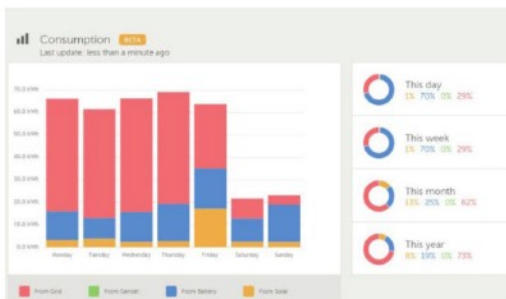 Consumption BETA
Last update: less than a minute ago
70.0 kWh
60.0 kWh
50.0 kWh
40.0 kWh
30.0 kWh
20.0 kWh
10.0 kWh
0.0 kWh
Monday Tuesday Wednesday Thursday Friday Saturday Sunday
From Grid From Genset From Battery From Solar
This day
1% 70% 0% 29%
This week
1% 70% 0% 29%
This month
13% 25% 0% 62%
This year
8% 19% 0% 73%